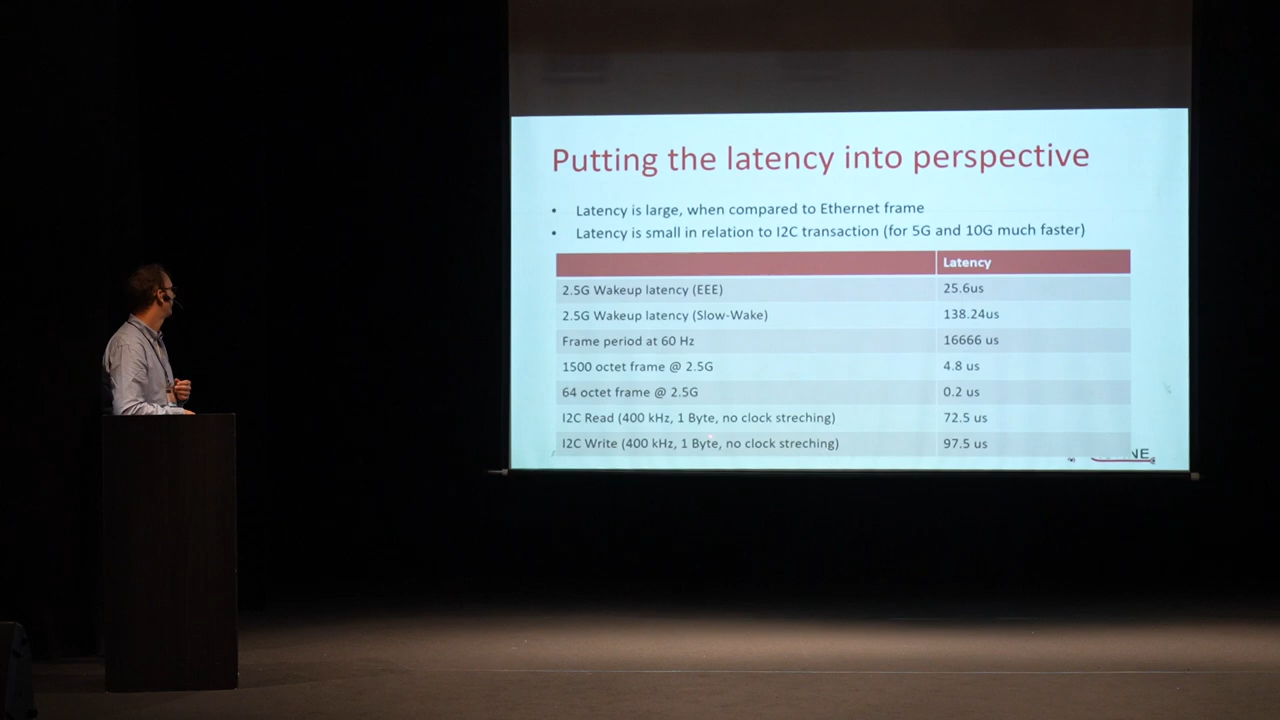 Putting the latency into perspective
• Latency is large, when compared to Ethernet frame
• Latency is small in relation to I2C transaction (for 5G and 10G much faster)
Latency
2.5G Wakeup latency (EEE) 25.6us
2.5G Wakeup latency (Slow-Wake) 138.24us
Frame period at 60 Hz 16666 us
1500 octet frame @ 2.5G 4.8 us
64 octet frame @ 2.5G 0.2 us
I2C Read (400 kHz, 1 Byte, no clock streching) 72.5 us
I2C Write (400 kHz, 1 Byte, no clock streching) 97.5 us